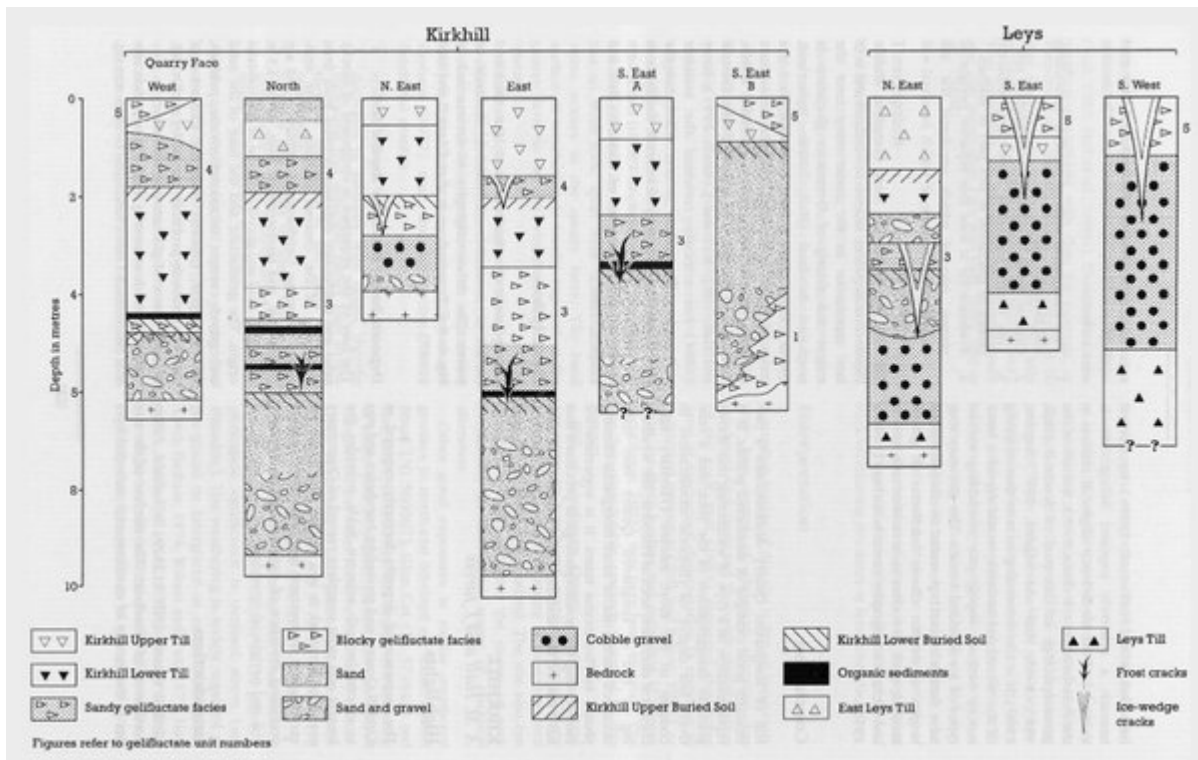 Kirkhill
Leys
Quarry Face
West
North
N. East
East
S. East
A
S. East
B
N. East
S. East
S. West
Depth in metres
0
2
4
6
8
10
5
4
4
3
4
3
3
5
1
3
5
5
? ?
? ?
Kirkhill Upper Till
Blocky gelifluctate facies
Cobble gravel
Kirkhill Lower Buried Soil
Leys Till
Kirkhill Lower Till
Sand
Bedrock
Organic sediments
Frost cracks
Sandy gelifluctate facies
Sand and gravel
Kirkhill Upper Buried Soil
East Leys Till
Ice-wedge
cracks
Figures refer to gelifluctate unit numbers